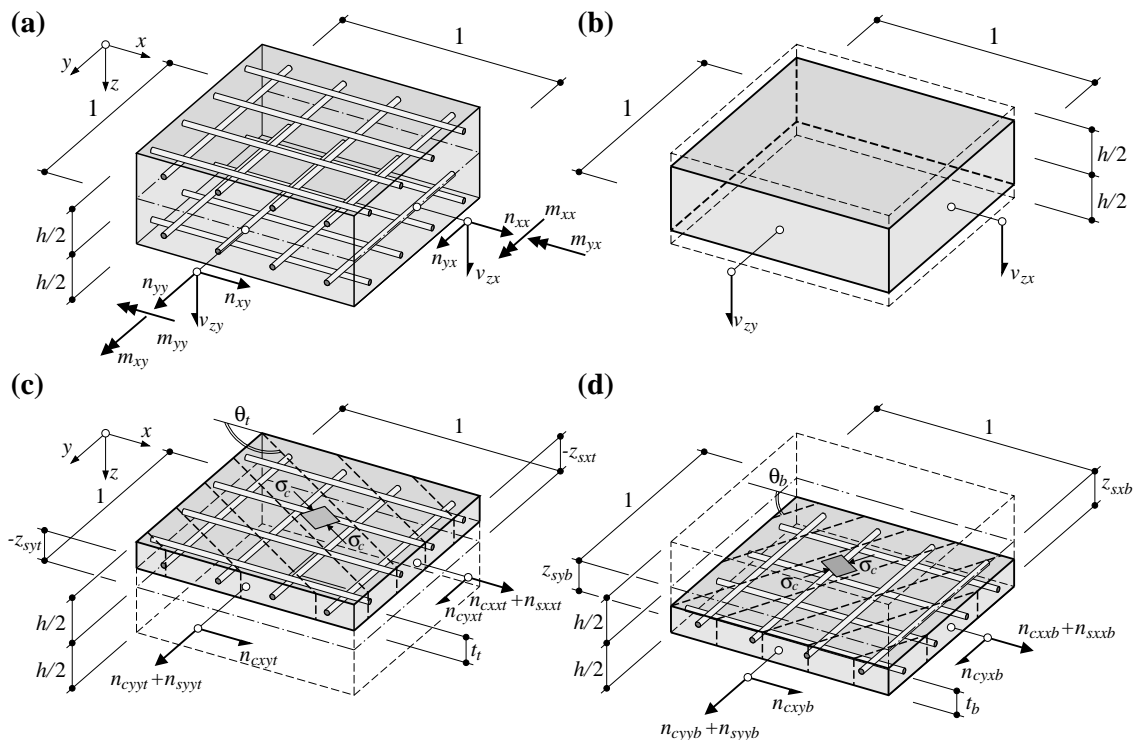 (a)
x
y
z
1
1
h/2
h/2
n_xx
m_xx
m_yx
n_yx
v_zx
n_yy
n_xy
v_zy
m_yy
m_xy
(b)
1
1
h/2
h/2
v_zx
v_zy
(c)
x
y
z
θ_t
1
-z_sxt
1
σ_c
σ_c
-z_syt
h/2
h/2
n_cxxt+n_sxxt
n_cyxt
t_t
n_cxyt
n_cyyt+n_syyt
(d)
1
θ_b
z_sxb
1
σ_c
σ_c
z_syb
h/2
h/2
n_cxxb+n_sxxb
n_cyxb
n_cxyb
t_b
n_cyyb+n_syyb